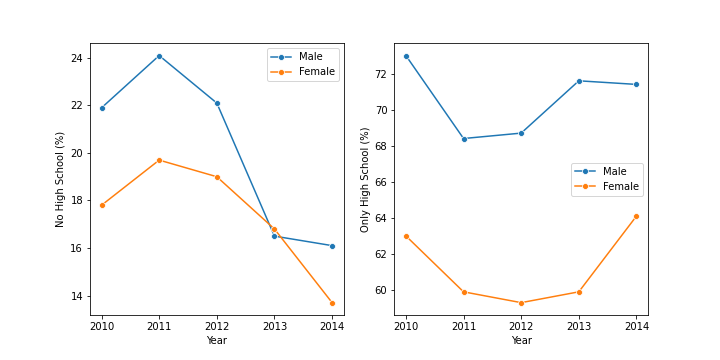 No High School (%)
24
22
20
18
16
14
2010 2011 2012 2013 2014
Year
Male
Female
Only High School (%)
72
70
68
66
64
62
60
2010 2011 2012 2013 2014
Year
Male
Female